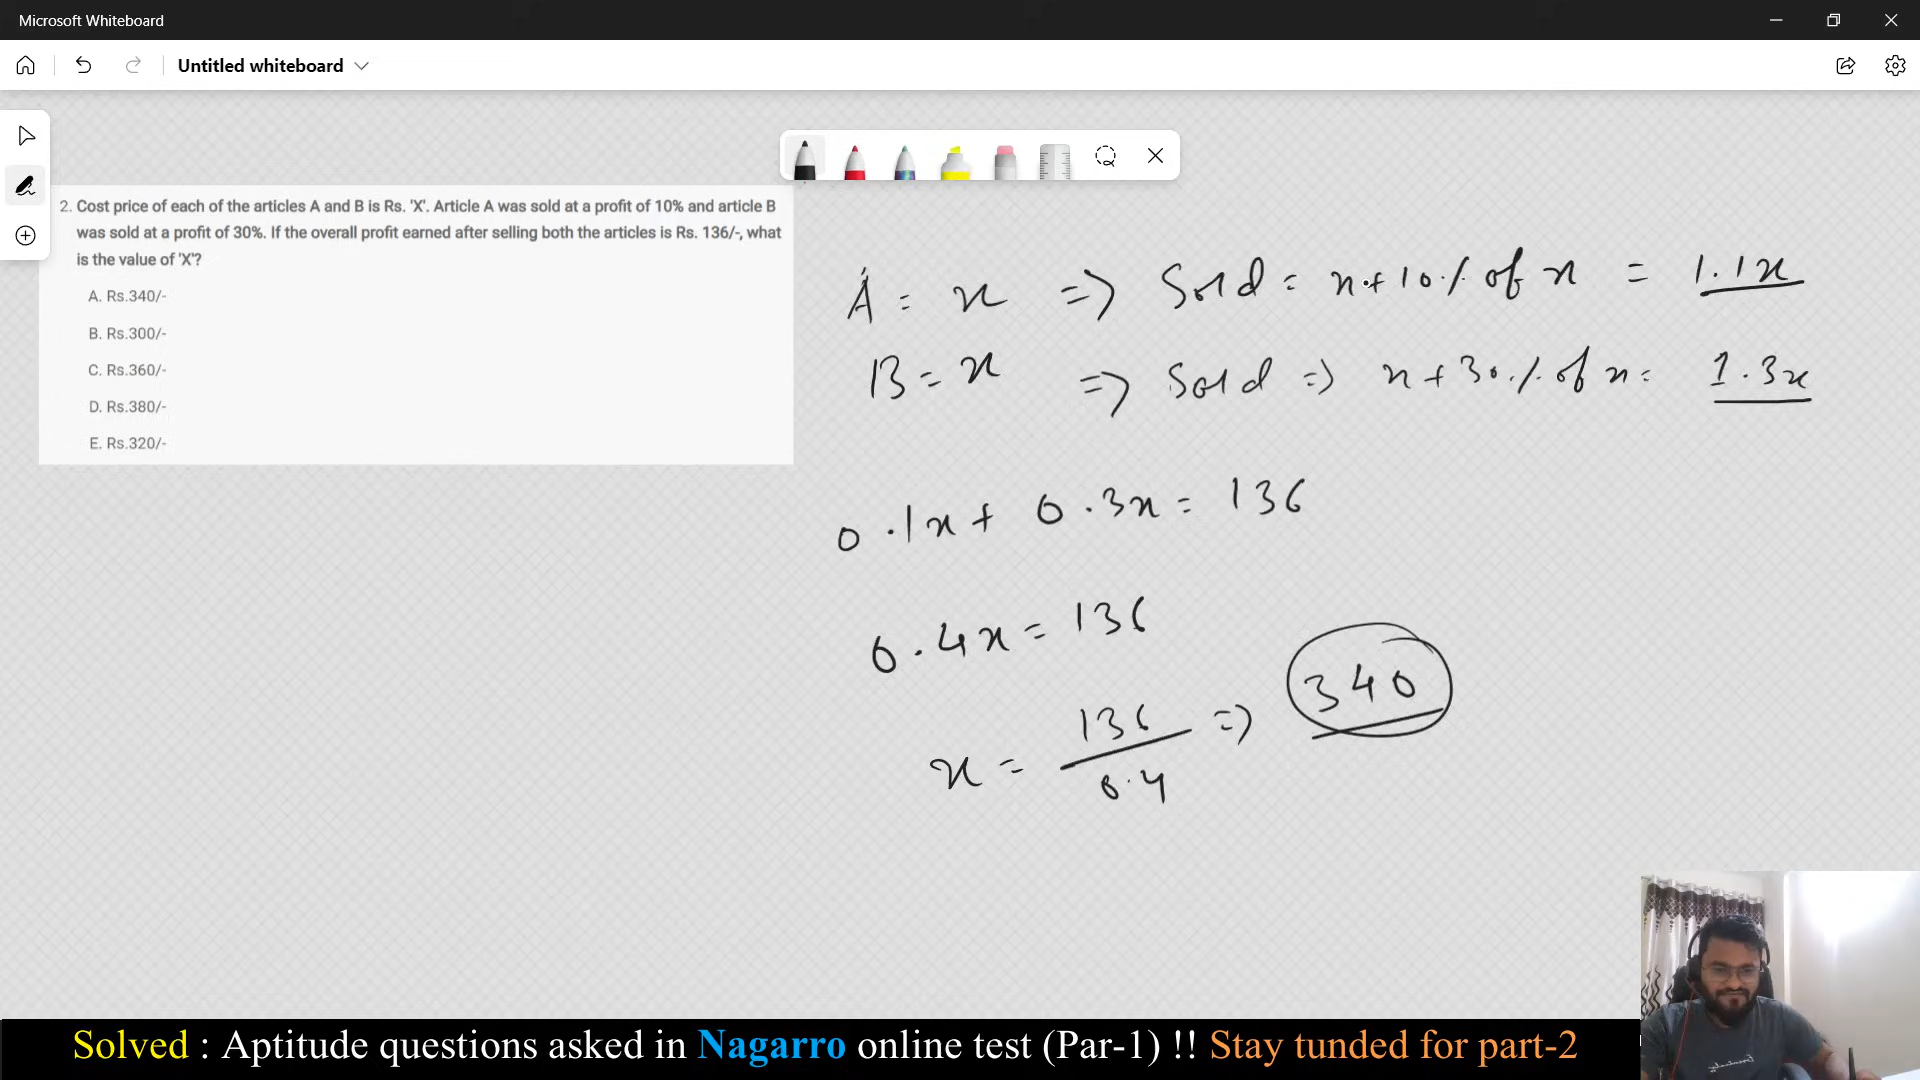 Microsoft Whiteboard
Untitled whiteboard
2. Cost price of each of the articles A and B is Rs. 'X'. Article A was sold at a profit of 10% and article B
was sold at a profit of 30%. If the overall profit earned after selling both the articles is Rs. 136/-, what
is the value of 'X'?
A. Rs.340/-
B. Rs.300/-
C. Rs.360/-
D. Rs.380/-
E. Rs.320/-
A = x => Sold = x + 10% of x = 1.1x
B = x => Sold => x + 30% of x = 1.3x
0.1x + 0.3x = 136
0.4x = 136
x = 136/0.4 => 340
Solved : Aptitude questions asked in Nagarro online test (Par-1) !! Stay tunded for part-2